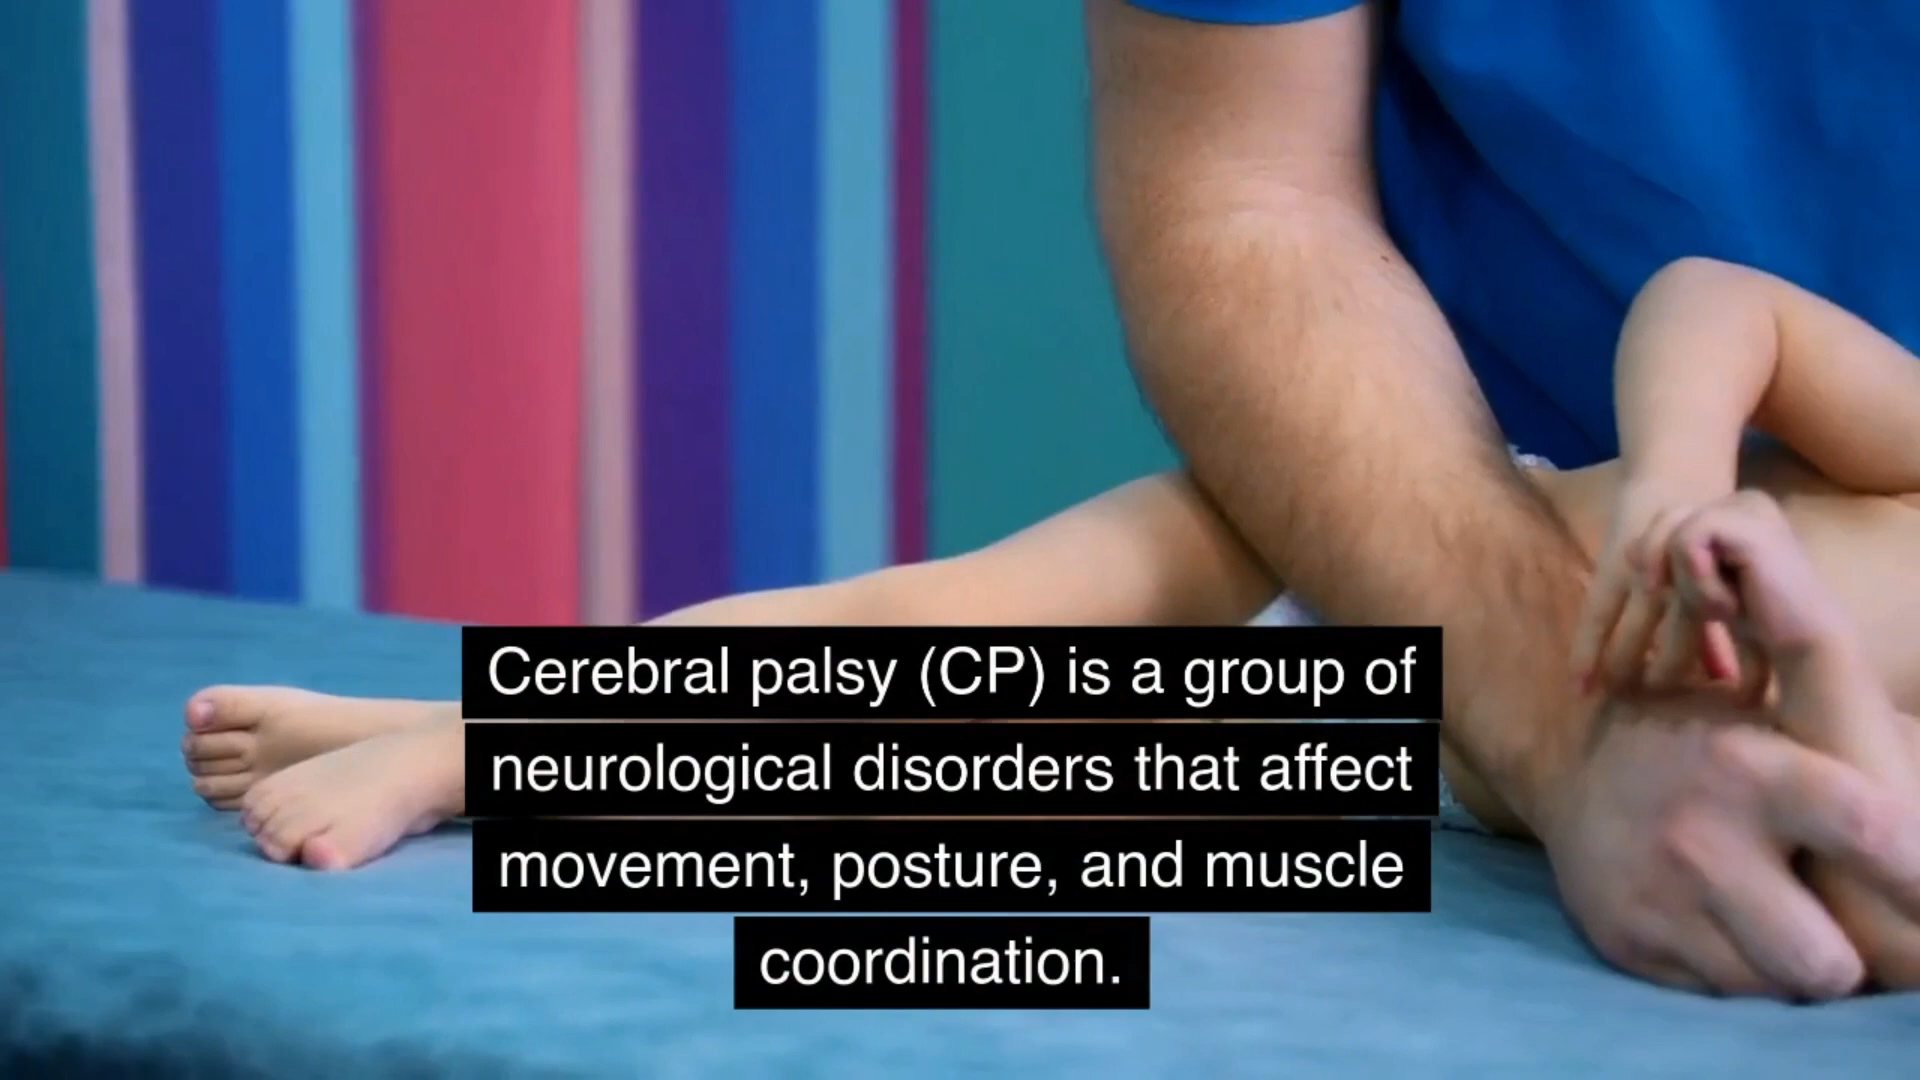 Cerebral palsy (CP) is a group of
neurological disorders that affect
movement, posture, and muscle
coordination.